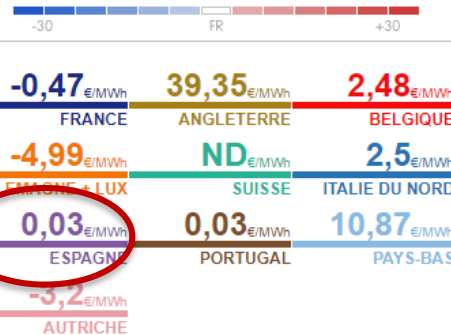 -30 FR +30
-0,47€/MWh 39,35€/MWh 2,48€/MWh
FRANCE ANGLETERRE BELGIQUE
-4,99€/MWh ND€/MWh 2,5€/MWh
EMAGNE + LUX SUISSE ITALIE DU NORD
0,03€/MWh 0,03€/MWh 10,87€/MWh
ESPAGNE PORTUGAL PAYS-BAS
-3,2€/MWh
AUTRICHE